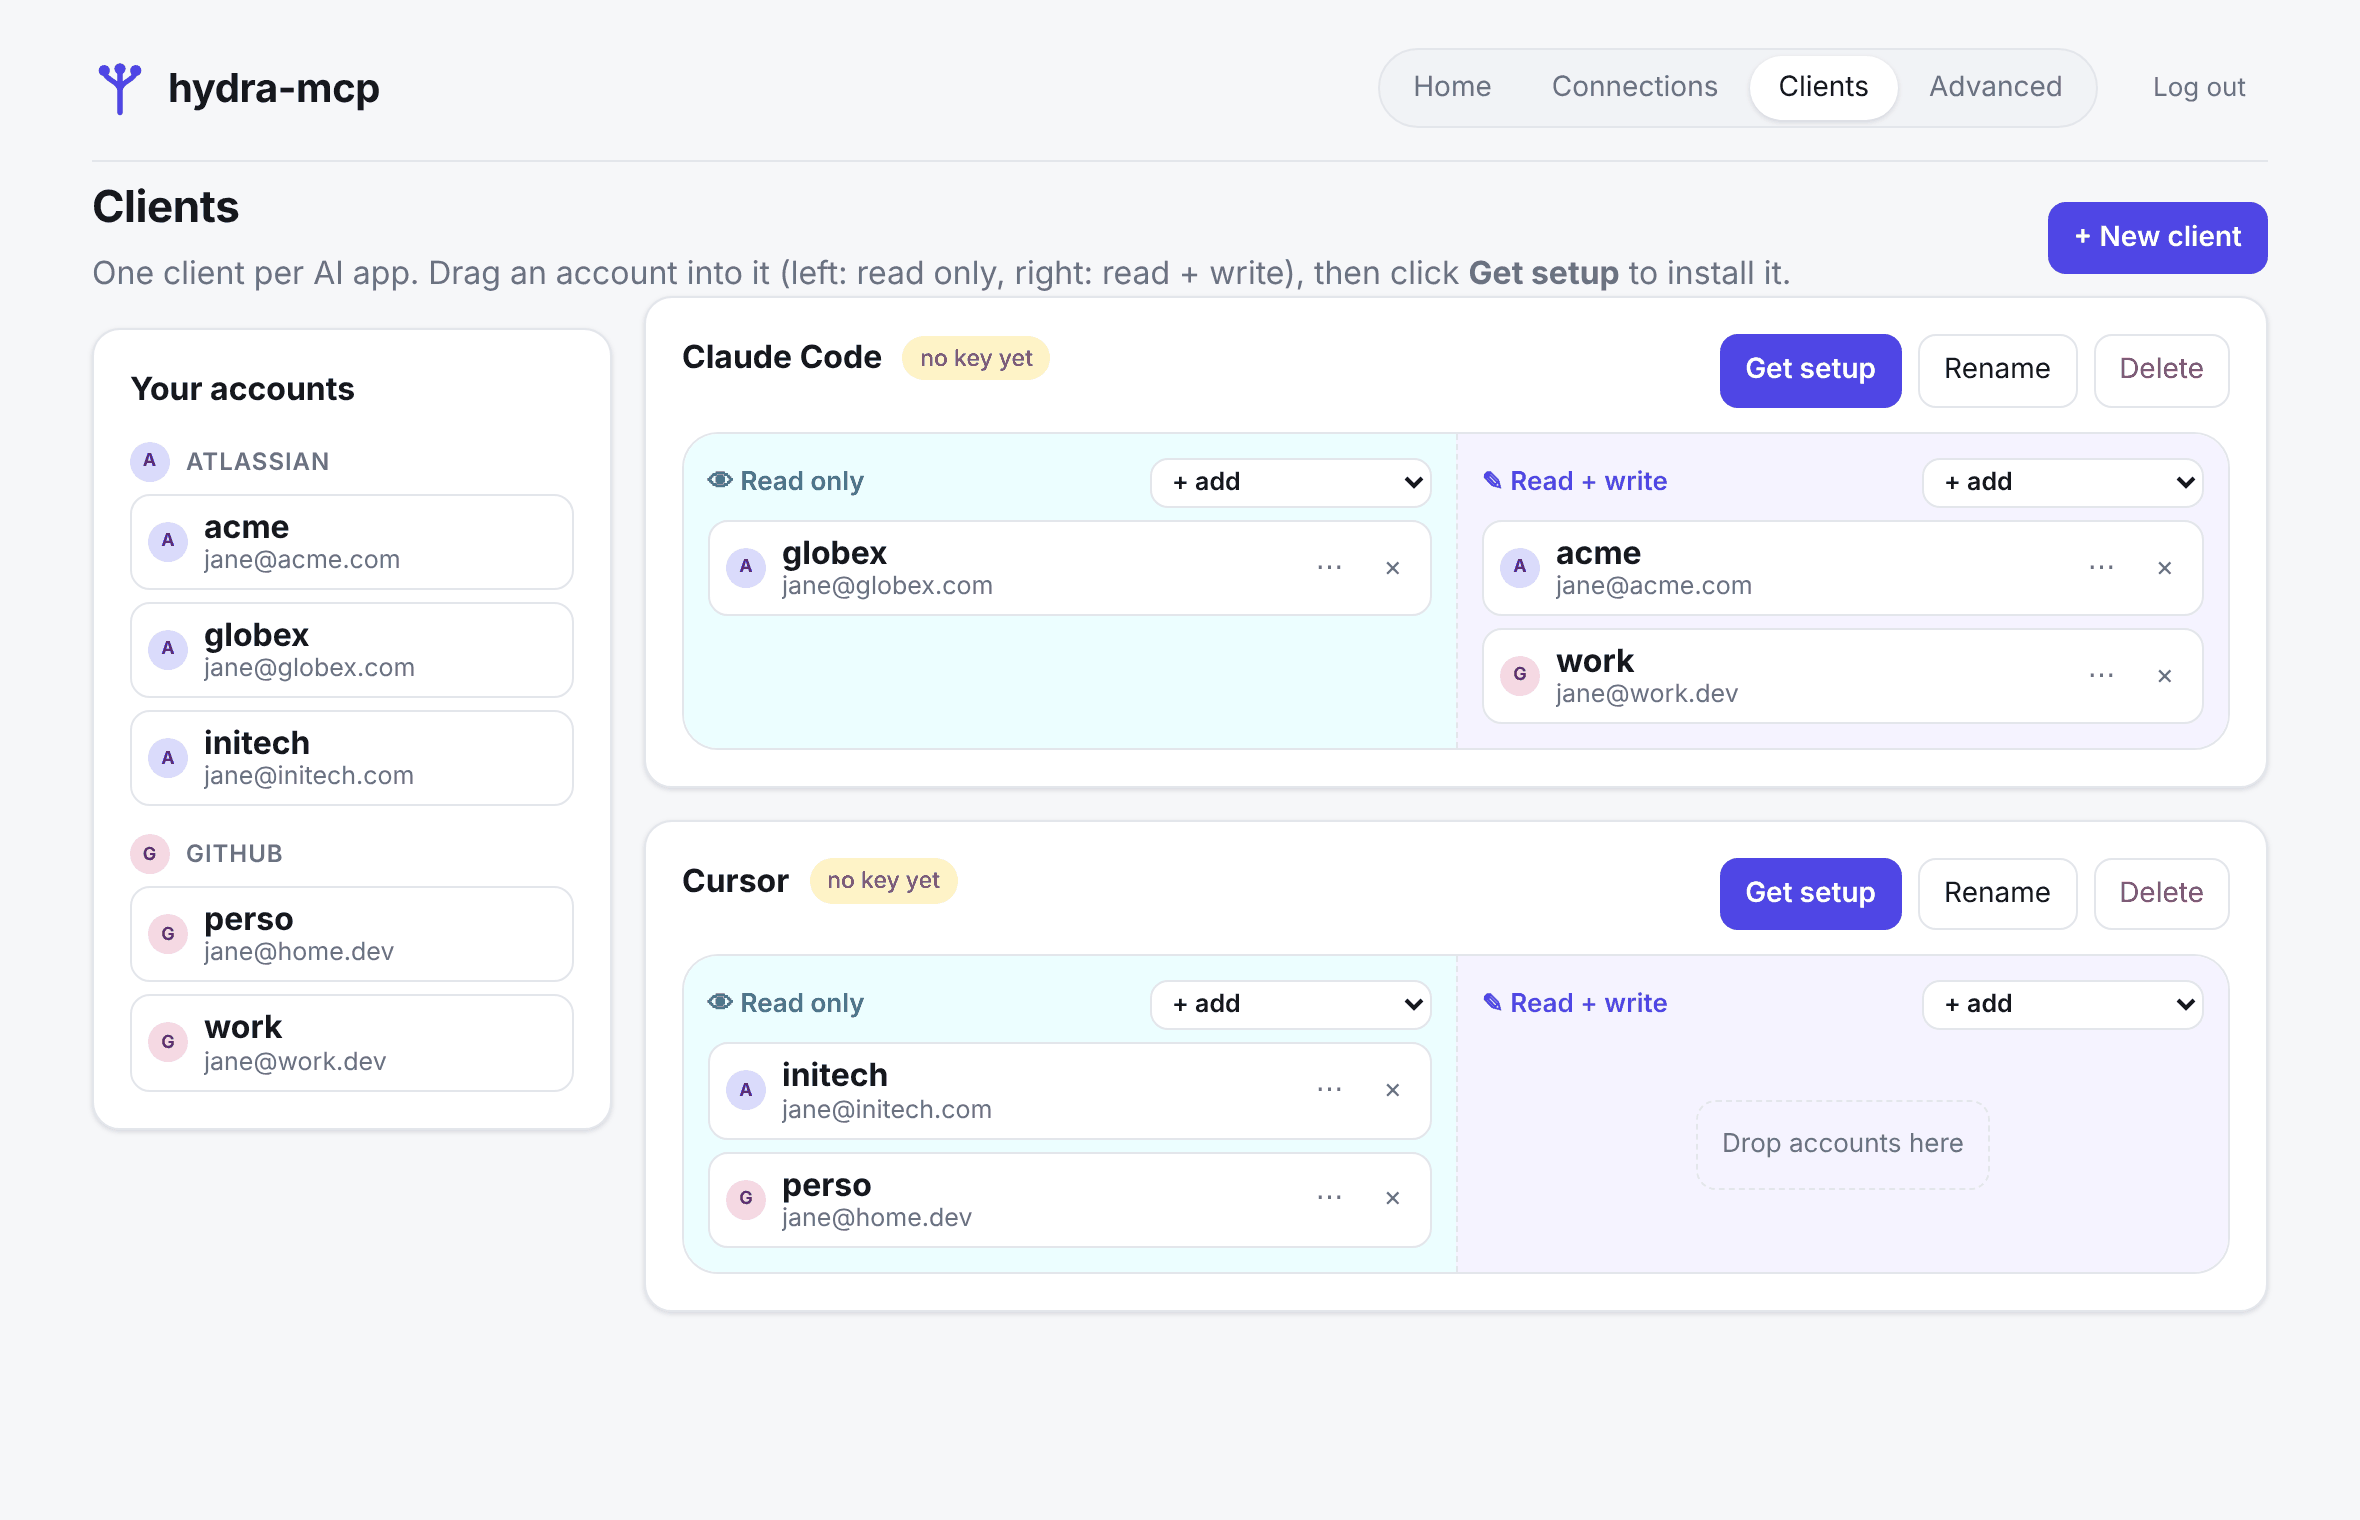 hydra-mcp
Home
Connections
Clients
Advanced
Log out
Clients
One client per AI app. Drag an account into it (left: read only, right: read + write), then click Get setup to install it.
+ New client
Your accounts
A ATLASSIAN
A
acme
jane@acme.com
A
globex
jane@globex.com
A
initech
jane@initech.com
G GITHUB
G
perso
jane@home.dev
G
work
jane@work.dev
Claude Code no key yet
Get setup
Rename
Delete
Read only
+ add
A
globex
jane@globex.com
... ×
✎ Read + write
+ add
A
acme
jane@acme.com
... ×
G
work
jane@work.dev
... ×
Cursor no key yet
Get setup
Rename
Delete
Read only
+ add
A
initech
jane@initech.com
... ×
G
perso
jane@home.dev
... ×
✎ Read + write
+ add
Drop accounts here